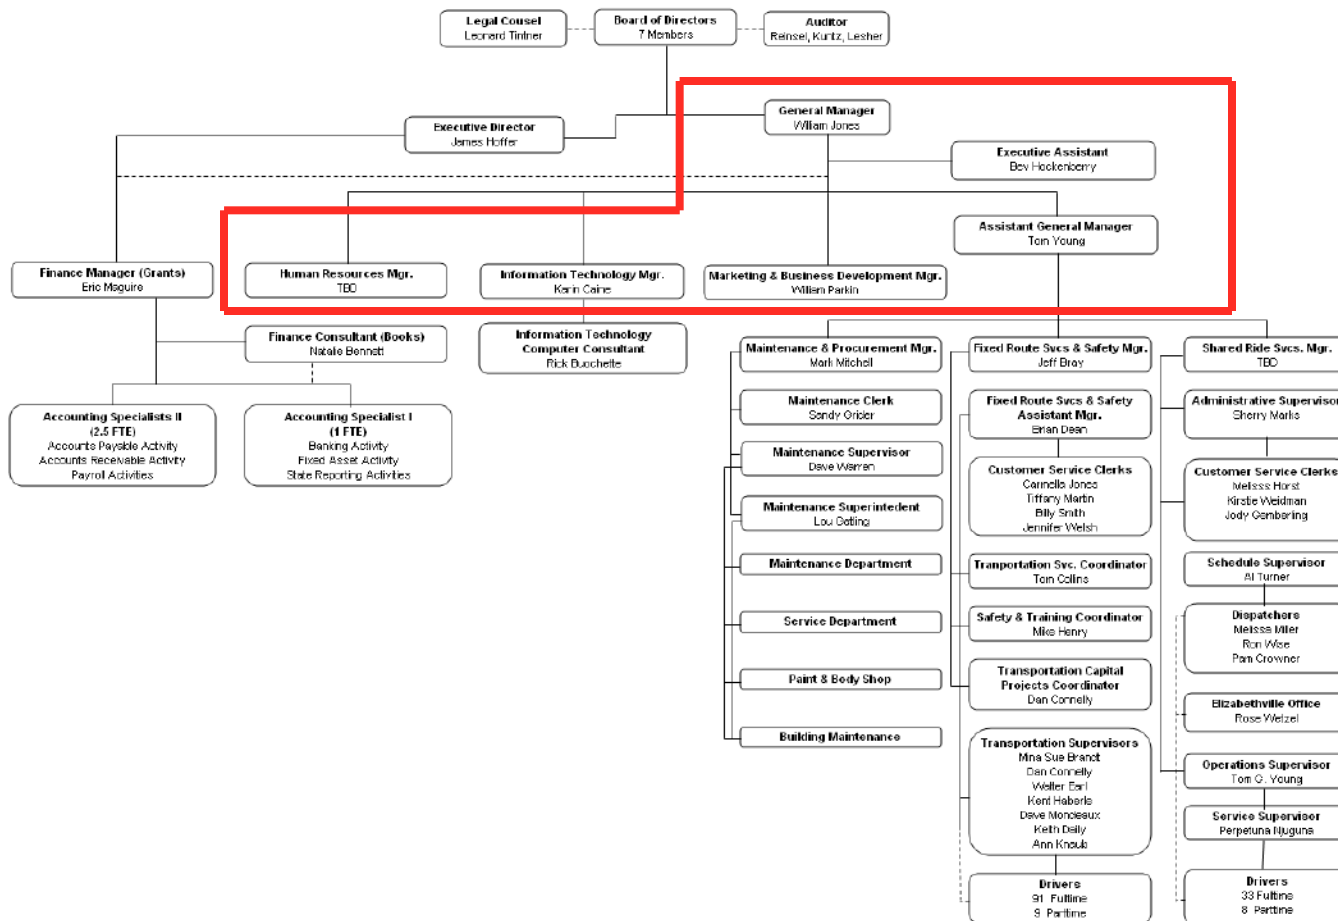 Legal Cousel
Leonard Tintner
Board of Directors
7 Members
Auditor
Reinsel, Kuntz, Lesher
General Manager
William Jones
Executive Director
James Hoffer
Executive Assistant
Bev Hockenberry
Assistant General Manager
Tom Young
Finance Manager (Grants)
Eric Maguire
Human Resources Mgr.
TBD
Information Technology Mgr.
Karin Caine
Marketing & Business Development Mgr.
William Parkin
Finance Consultant (Books)
Natalie Bennett
Information Technology
Computer Consultant
Rick Buochette
Accounting Specialists II
(2.5 FTE)
Accounts Payable Activity
Accounts Receivable Activity
Payroll Activities
Accounting Specialist I
(1 FTE)
Banking Activity
Fixed Asset Activity
State Reporting Activities
Maintenance & Procurement Mgr.
Mark Mitchell
Maintenance Clerk
Sandy Grider
Maintenance Supervisor
Dave Warren
Maintenance Superintedent
Lou Gatling
Maintenance Department
Service Department
Paint & Body Shop
Building Maintenance
Fixed Route Svcs & Safety Mgr.
Jeff Bray
Fixed Route Svcs & Safety
Assistant Mgr.
Brian Dean
Customer Service Clerks
Carmella Jones
Tiffany Martin
Billy Smith
Jennifer Welsh
Tranportation Svc. Coordinator
Tom Collins
Safety & Training Coordinator
Mike Henry
Transportation Capital
Projects Coordinator
Dan Connelly
Transportation Supervisors
Mina Sue Brandt
Dan Connelly
Walter Earl
Kent Haberle
Dave Mondeaux
Keith Daily
Ann Knaub
Drivers
91 Fulltime
9 Parttime
Shared Ride Svcs. Mgr.
TBD
Administrative Supervisor
Sherry Marks
Customer Service Clerks
Melissa Horst
Kirstie Weidman
Jody Gamberling
Schedule Supervisor
Al Turner
Dispatchers
Melissa Miller
Ron Wise
Pam Crowner
Elizabethville Office
Rose Wetzel
Operations Supervisor
Tom G. Young
Service Supervisor
Perpetuna Njuguna
Drivers
33 Fulltime
8 Parttime